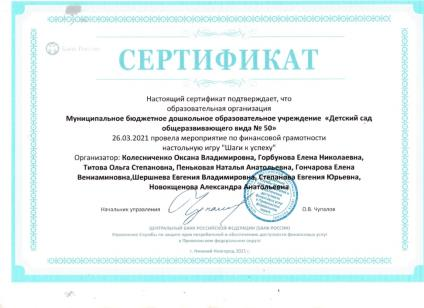 Банк России
СЕРТИФИКАТ
Настоящий сертификат подтверждает, что
образовательная организация
Муниципальное бюджетное дошкольное образовательное учреждение «Детский сад
общеразвивающего вида № 50»
26.03.2021 провела мероприятие по финансовой грамотности
настольную игру "Шаги к успеху"
Организатор: Колесниченко Оксана Владимировна, Горбунова Елена Николаевна,
Титова Ольга Степановна, Пеньковая Наталья Анатольевна, Гончарова Елена
Вениаминовна,Шершнева Евгения Владимировна, Степанова Евгения Юрьевна,
Новокщенова Александра Анатольевна
Начальник управления
О.В. Чупалов
ЦЕНТРАЛЬНЫЙ БАНК РОССИЙСКОЙ ФЕДЕРАЦИИ (БАНК РОССИИ)
Управление Службы по защите прав потребителей и обеспечению доступности финансовых услуг
в Приволжском федеральном округе
г. Нижний Новгород, 2021 г.